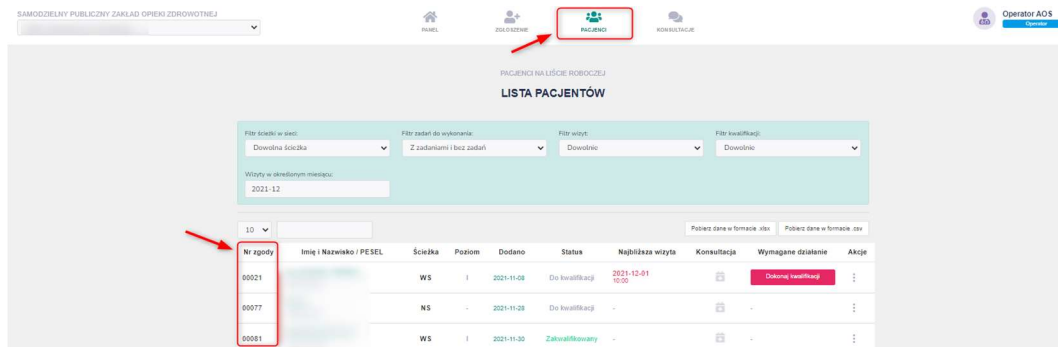 SAMODZIELNY PUBLICZNY ZAKŁAD OPIEKI ZDROWOTNEJ
PANEL ZGŁOSZENIE PACJENCI KONSULTACJE
Operator AOS
Operator
PACJENCI NA LIŚCIE ROBOCZEJ
LISTA PACJENTÓW
Filtr ścieżki w sieci: Filtr zadań do wykonania: Filtr wizyt: Filtr kwalifikacji:
Dowolna ścieżka Z zadaniami i bez zadań Dowolnie Dowolnie
Wizyty w określonym miesiącu:
2021-12
10 Pobierz dane w formacie .xlsx Pobierz dane w formacie .csv
Nr zgody Imię i Nazwisko / PESEL Ścieżka Poziom Dodano Status Najbliższa wizyta Konsultacja Wymagane działanie Akcje
00021 WS I 2021-11-08 Do kwalifikacji 2021-12-01 10:00 Dokonaj kwalifikacji
00077 NS - 2021-11-28 Do kwalifikacji - -
00081 WS I 2021-11-30 Zakwalifikowany - -